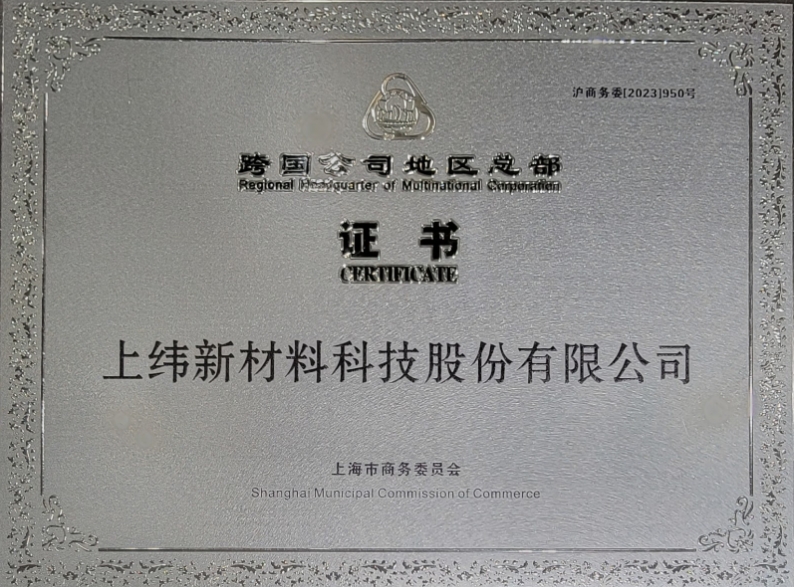 沪商务委[2023]950号
跨国公司地区总部
Regional Headquarter of Multinational Corporation
证 书
CERTIFICATE
上纬新材料科技股份有限公司
上海市商务委员会
Shanghai Municipal Commission of Commerce